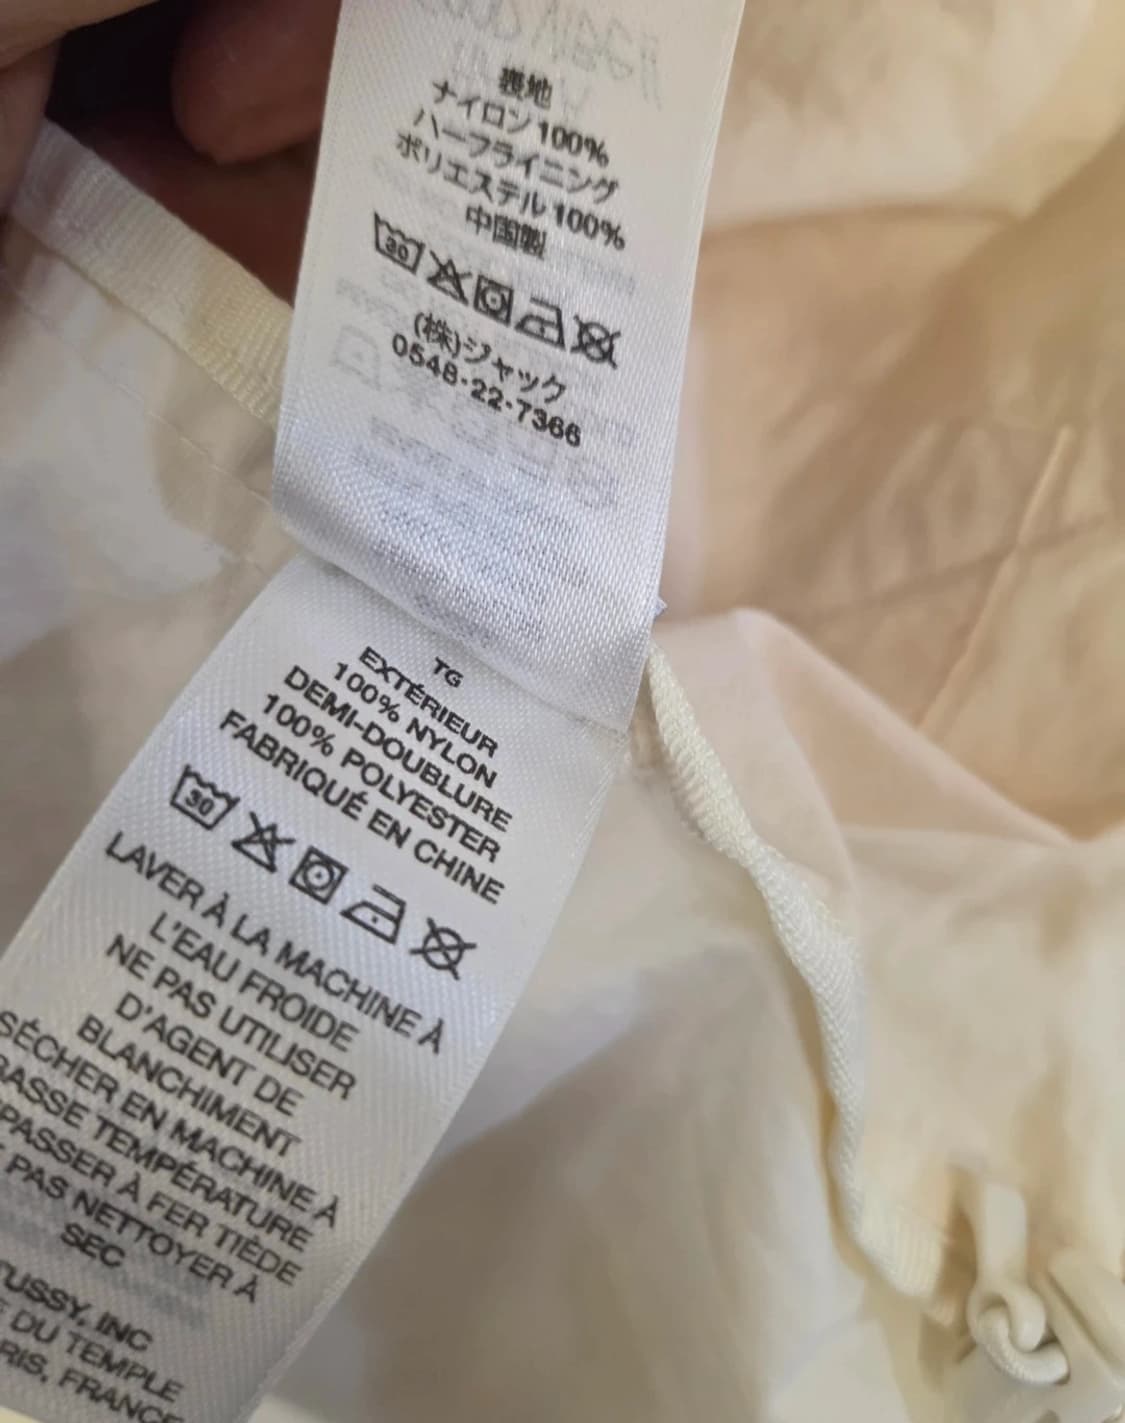 裏地
ナイロン100%
ハーフライニング
ポリエステル100%
中国製
30
(株)ジャック
0548-22-7366
TG
EXTÉRIEUR
100% NYLON
DEMI-DOUBLURE
100% POLYESTER
FABRIQUÉ EN CHINE
30
LAVER À LA MACHINE À
L'EAU FROIDE
NE PAS UTILISER
D'AGENT DE
BLANCHIMENT
SÉCHER EN MACHINE À
BASSE TEMPÉRATURE
PASSER À FER TIÈDE
PAS NETTOYER À
SEC
TUSSY, INC
DU TEMPLE
RIS, FRANCE